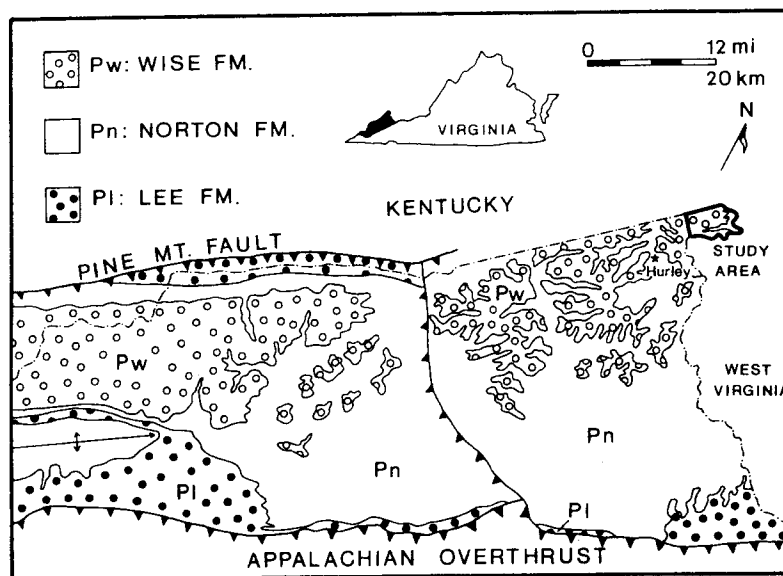 Pw: WISE FM.
Pn: NORTON FM.
Pl: LEE FM.
VIRGINIA
0 12 mi
20 km
N
KENTUCKY
PINE MT. FAULT
STUDY
AREA
Hurley
Pw
Pw
WEST
VIRGINIA
Pn
Pn
Pl
Pl
APPALACHIAN OVERTHRUST